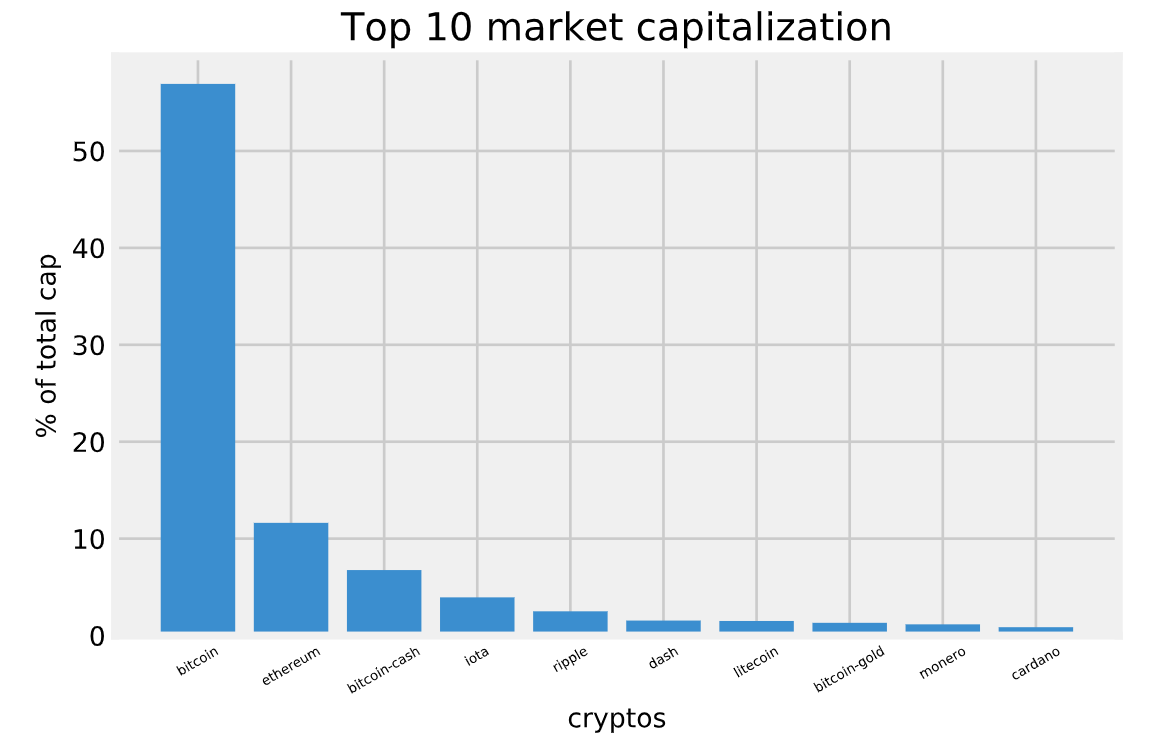 Top 10 market capitalization
% of total cap
50
40
30
20
10
0
bitcoin
ethereum
bitcoin-cash
iota
ripple
dash
litecoin
bitcoin-gold
monero
cardano
cryptos